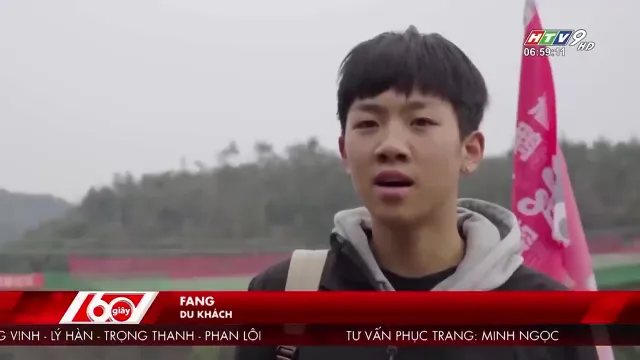 HTV9 HD
06:59:11
FANG
DU KHÁCH
60 giây
G VINH - LÝ HÀN - TRỌNG THANH - PHAN LÔI
TƯ VẤN PHỤC TRANG: MINH NGỌC